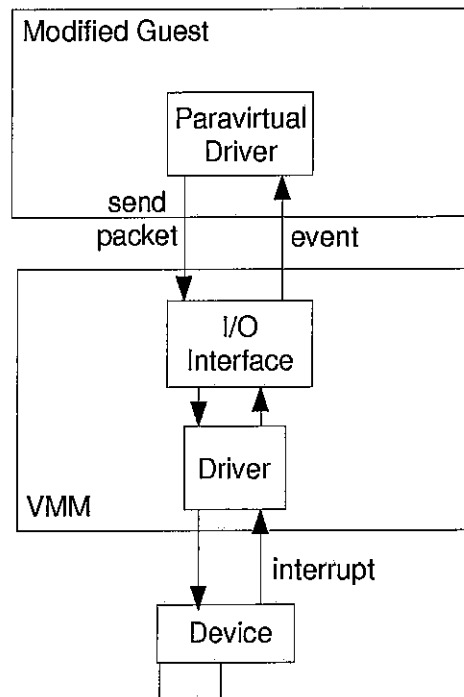 Modified Guest
Paravirtual
Driver
send
packet
event
I/O
Interface
Driver
VMM
interrupt
Device